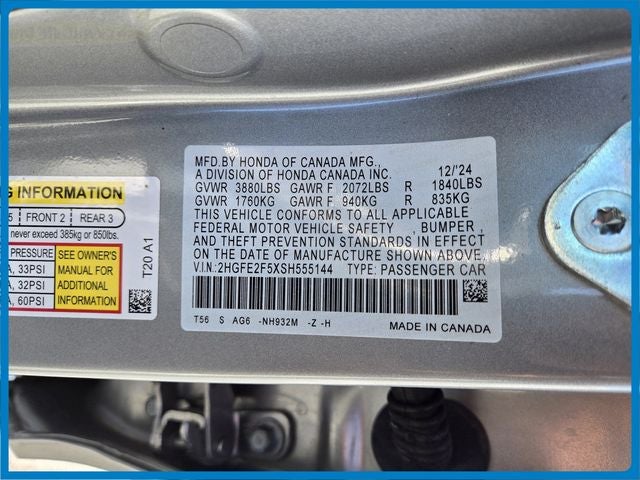 MFD.BY HONDA OF CANADA MFG.,
A DIVISION OF HONDA CANADA INC. 12/'24
GVWR 3880LBS GAWR F 2072LBS R 1840LBS
GVWR 1760KG GAWR F 940KG R 835KG
THIS VEHICLE CONFORMS TO ALL APPLICABLE
FEDERAL MOTOR VEHICLE SAFETY , BUMPER ,
AND THEFT PREVENTION STANDARDS IN EFFECT
ON THE DATE OF MANUFACTURE SHOWN ABOVE.
V.I.N.:2HGFE2F5XSH555144 TYPE: PASSENGER CAR
T56 S AG6 -NH932M -Z -H
MADE IN CANADA
G INFORMATION
5 FRONT 2 REAR 3
never exceed 385kg or 850lbs.
PRESSURE SEE OWNER'S
A, 33PSI MANUAL FOR
A, 32PSI ADDITIONAL
A, 60PSI INFORMATION
T20 A1